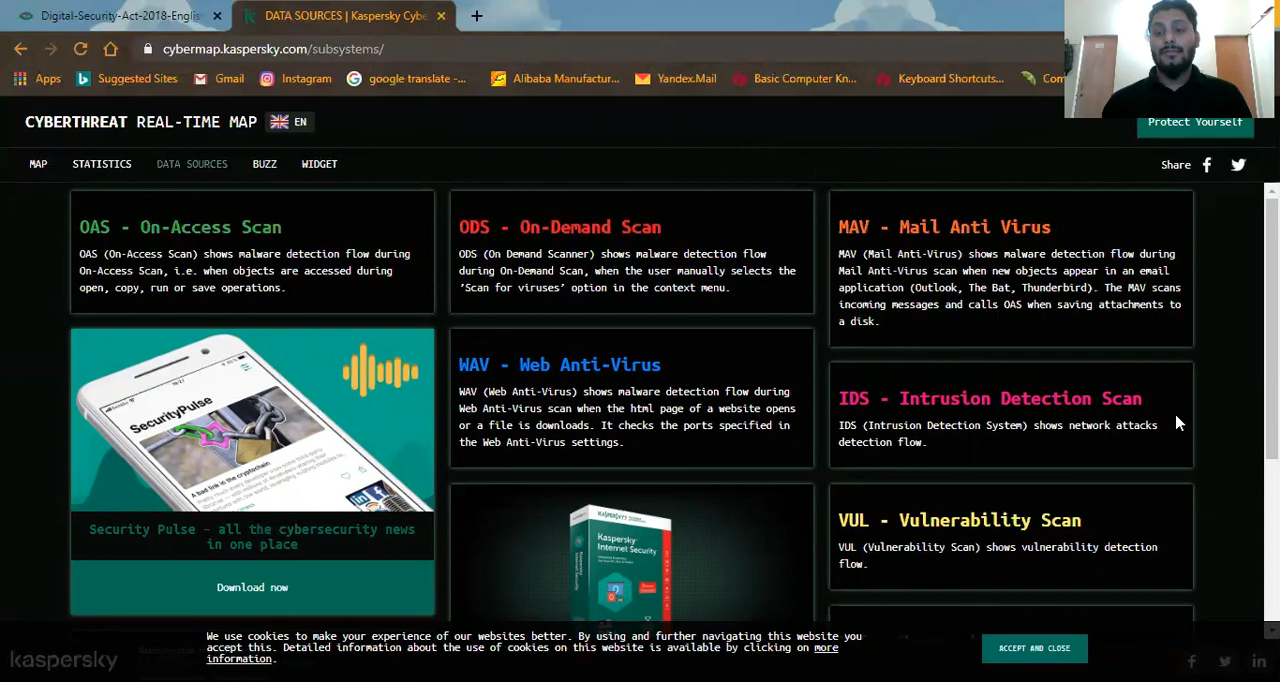 Digital-Security-Act-2018-Englis
DATA SOURCES | Kaspersky Cybe
cybermap.kaspersky.com/subsystems/
Apps
Suggested Sites
Gmail
Instagram
google translate -...
Alibaba Manufactur...
Yandex.Mail
Basic Computer Kn...
Keyboard Shortcuts...
Com
CYBERTHREAT REAL-TIME MAP
EN
Protect Yourself
MAP
STATISTICS
DATA SOURCES
BUZZ
WIDGET
Share
OAS - On-Access Scan
OAS (On-Access Scan) shows malware detection flow during
On-Access Scan, i.e. when objects are accessed during
open, copy, run or save operations.
ODS - On-Demand Scan
ODS (On Demand Scanner) shows malware detection flow
during On-Demand Scan, when the user manually selects the
'Scan for viruses' option in the context menu.
MAV - Mail Anti Virus
MAV (Mail Anti-Virus) shows malware detection flow during
Mail Anti-Virus scan when new objects appear in an email
application (Outlook, The Bat, Thunderbird). The MAV scans
incoming messages and calls OAS when saving attachments to
a disk.
SecurityPulse
A bad link in the cryptochain
Security Pulse - all the cybersecurity news
in one place
Download now
WAV - Web Anti-Virus
WAV (Web Anti-Virus) shows malware detection flow during
Web Anti-Virus scan when the html page of a website opens
or a file is downloads. It checks the ports specified in
the Web Anti-Virus settings.
IDS - Intrusion Detection Scan
IDS (Intrusion Detection System) shows network attacks
detection flow.
Kaspersky
Internet Security
VUL - Vulnerability Scan
VUL (Vulnerability Scan) shows vulnerability detection
flow.
We use cookies to make your experience of our websites better. By using and further navigating this website you
accept this. Detailed information about the use of cookies on this website is available by clicking on more
information.
ACCEPT AND CLOSE
kaspersky